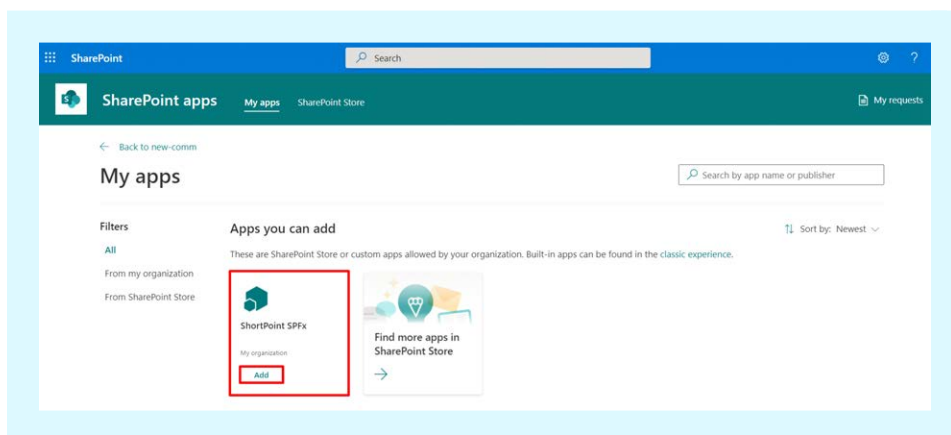 SharePoint
Search
?
SharePoint apps
My apps
SharePoint Store
My requests
← Back to new-comm
My apps
Search by app name or publisher
Filters
All
From my organization
From SharePoint Store
Apps you can add
Sort by: Newest
These are SharePoint Store or custom apps allowed by your organization. Built-in apps can be found in the classic experience.
ShortPoint SPFx
My organization
Add
Find more apps in
SharePoint Store
→